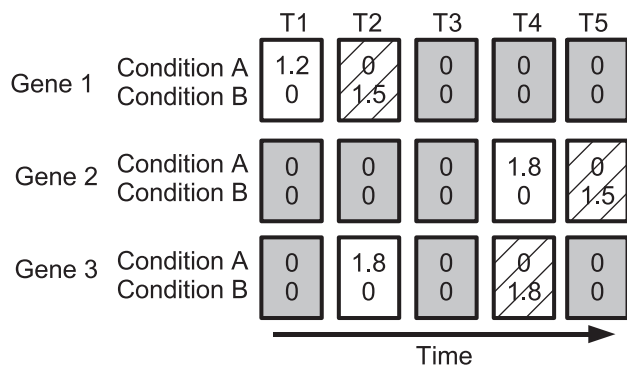 T1 T2 T3 T4 T5
Gene 1 Condition A 1.2 0 0 0 0
Condition B 0 1.5 0 0 0
Gene 2 Condition A 0 0 0 1.8 0
Condition B 0 0 0 0 1.5
Gene 3 Condition A 0 1.8 0 0 0
Condition B 0 0 0 1.8 0
Time